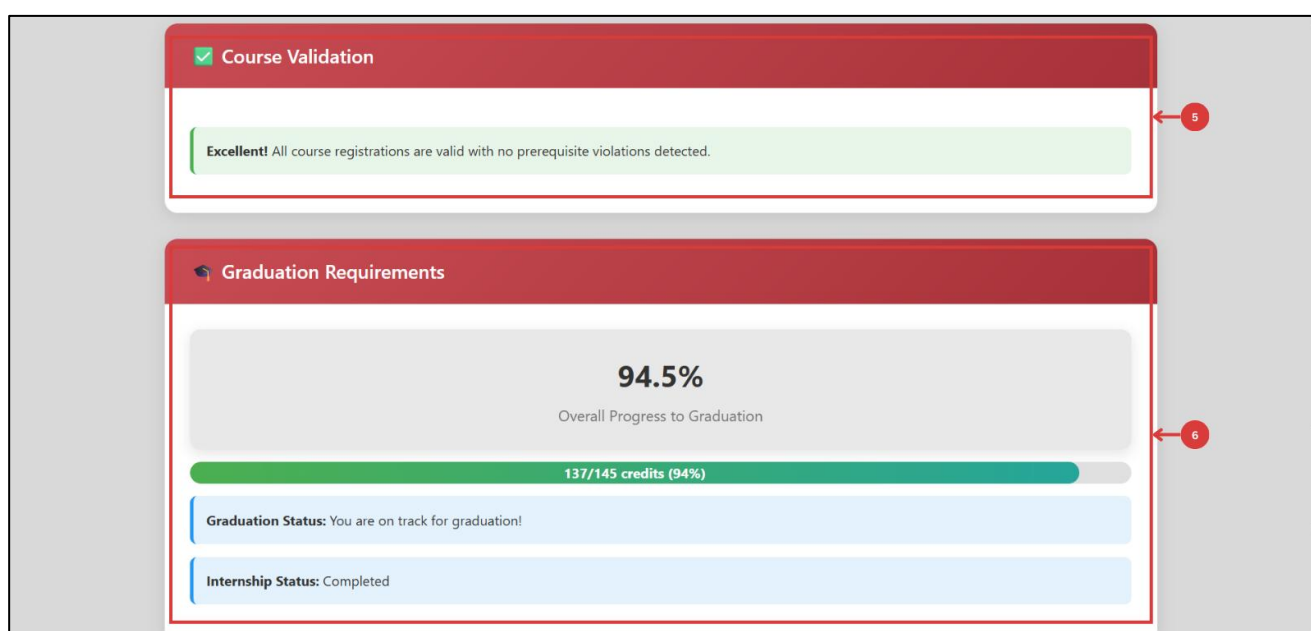 ✅ Course Validation
5
Excellent! All course registrations are valid with no prerequisite violations detected.
🎓 Graduation Requirements
94.5%
Overall Progress to Graduation
6
137/145 credits (94%)
Graduation Status: You are on track for graduation!
Internship Status: Completed